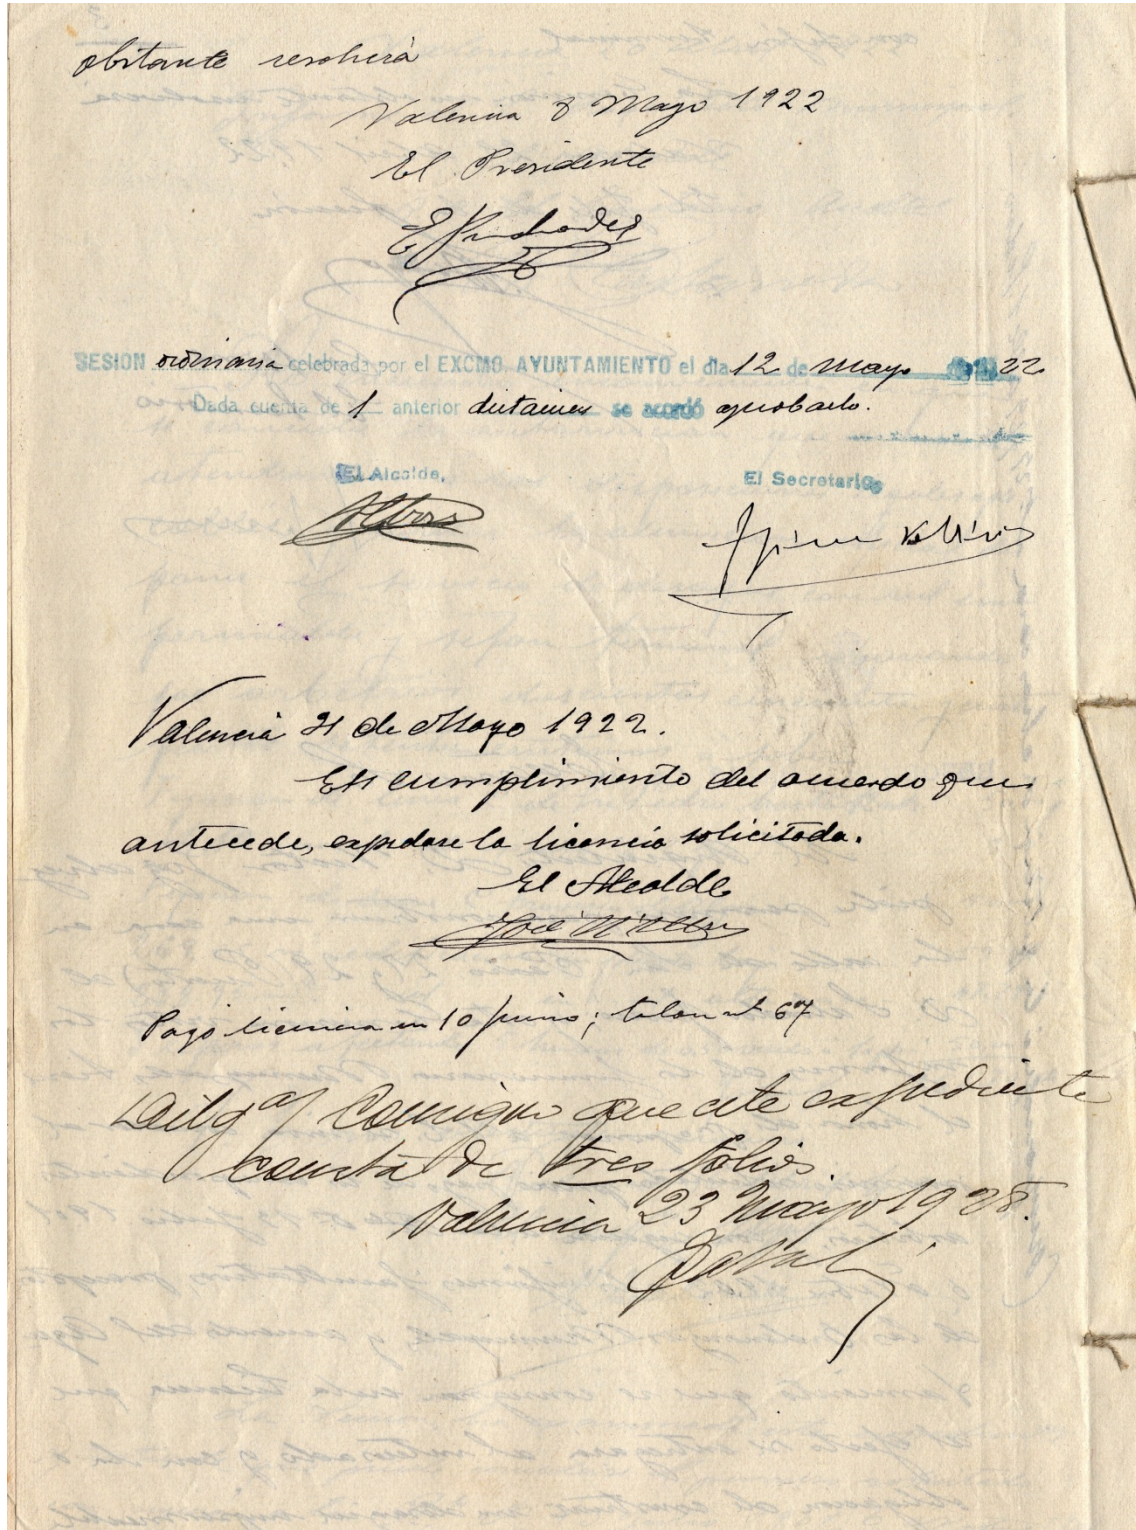 obstante resolverá
Valencia 8 Mayo 1922
El Presidente
SESION ordinaria celebrada por el EXCMO. AYUNTAMIENTO el dia 12 de Mayo 22
Dada cuenta de 1 anterior dictamen se acordó aprobarlo.
El Alcalde,
El Secretario
Valencia 21 de Mayo 1922.
En cumplimiento del acuerdo que
antecede, expidase la licencia solicitada.
El Alcalde
Pagó licencia en 10 junio; talon nº 67
Consigno que este expediente
consta de tres folios.
Valencia 23 Mayo 1928.